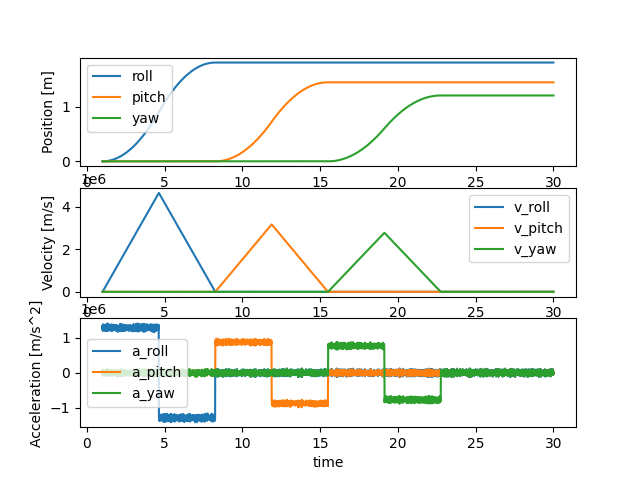 Position [m]
1
0
roll
pitch
yaw
0 5 10 15 20 25 30
1e6
Velocity [m/s]
4
2
0
v_roll
v_pitch
v_yaw
0 5 10 15 20 25 30
1e6
Acceleration [m/s^2]
1
0
−1
a_roll
a_pitch
a_yaw
0 5 10 15 20 25 30
time